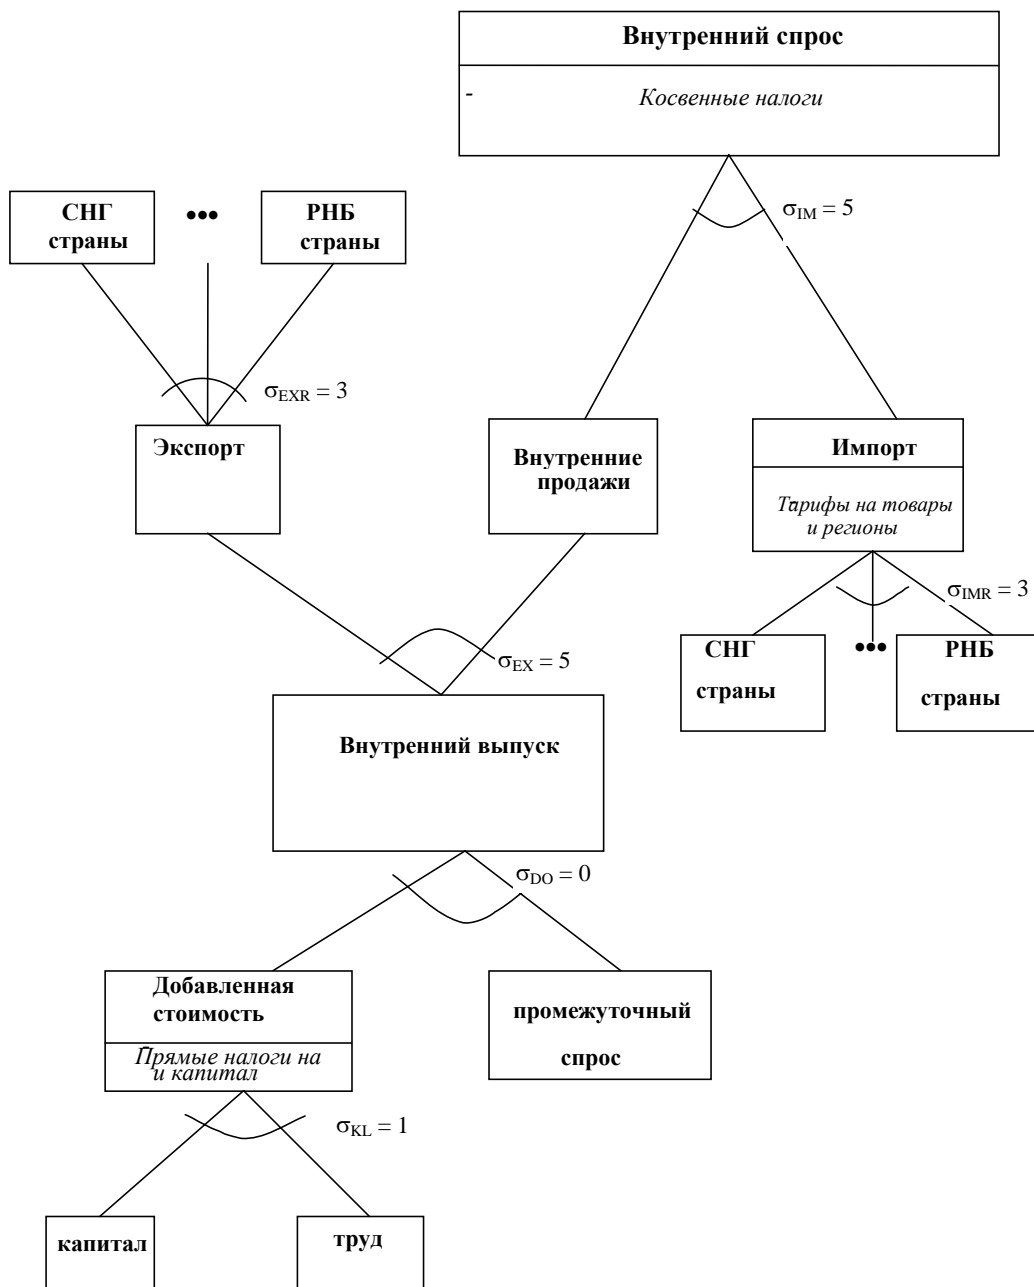 Внутренний спрос
- Косвенные налоги
СНГ
страны
•••
РНБ
страны
σIM = 5
σEXR = 3
Экспорт
Внутренние
продажи
Импорт
Тарифы на товары
и регионы
σIMR = 3
СНГ
страны
•••
РНБ
страны
σEX = 5
Внутренний выпуск
σDO = 0
Добавленная
стоимость
Прямые налоги на
и капитал
промежуточный
спрос
σKL = 1
капитал
труд